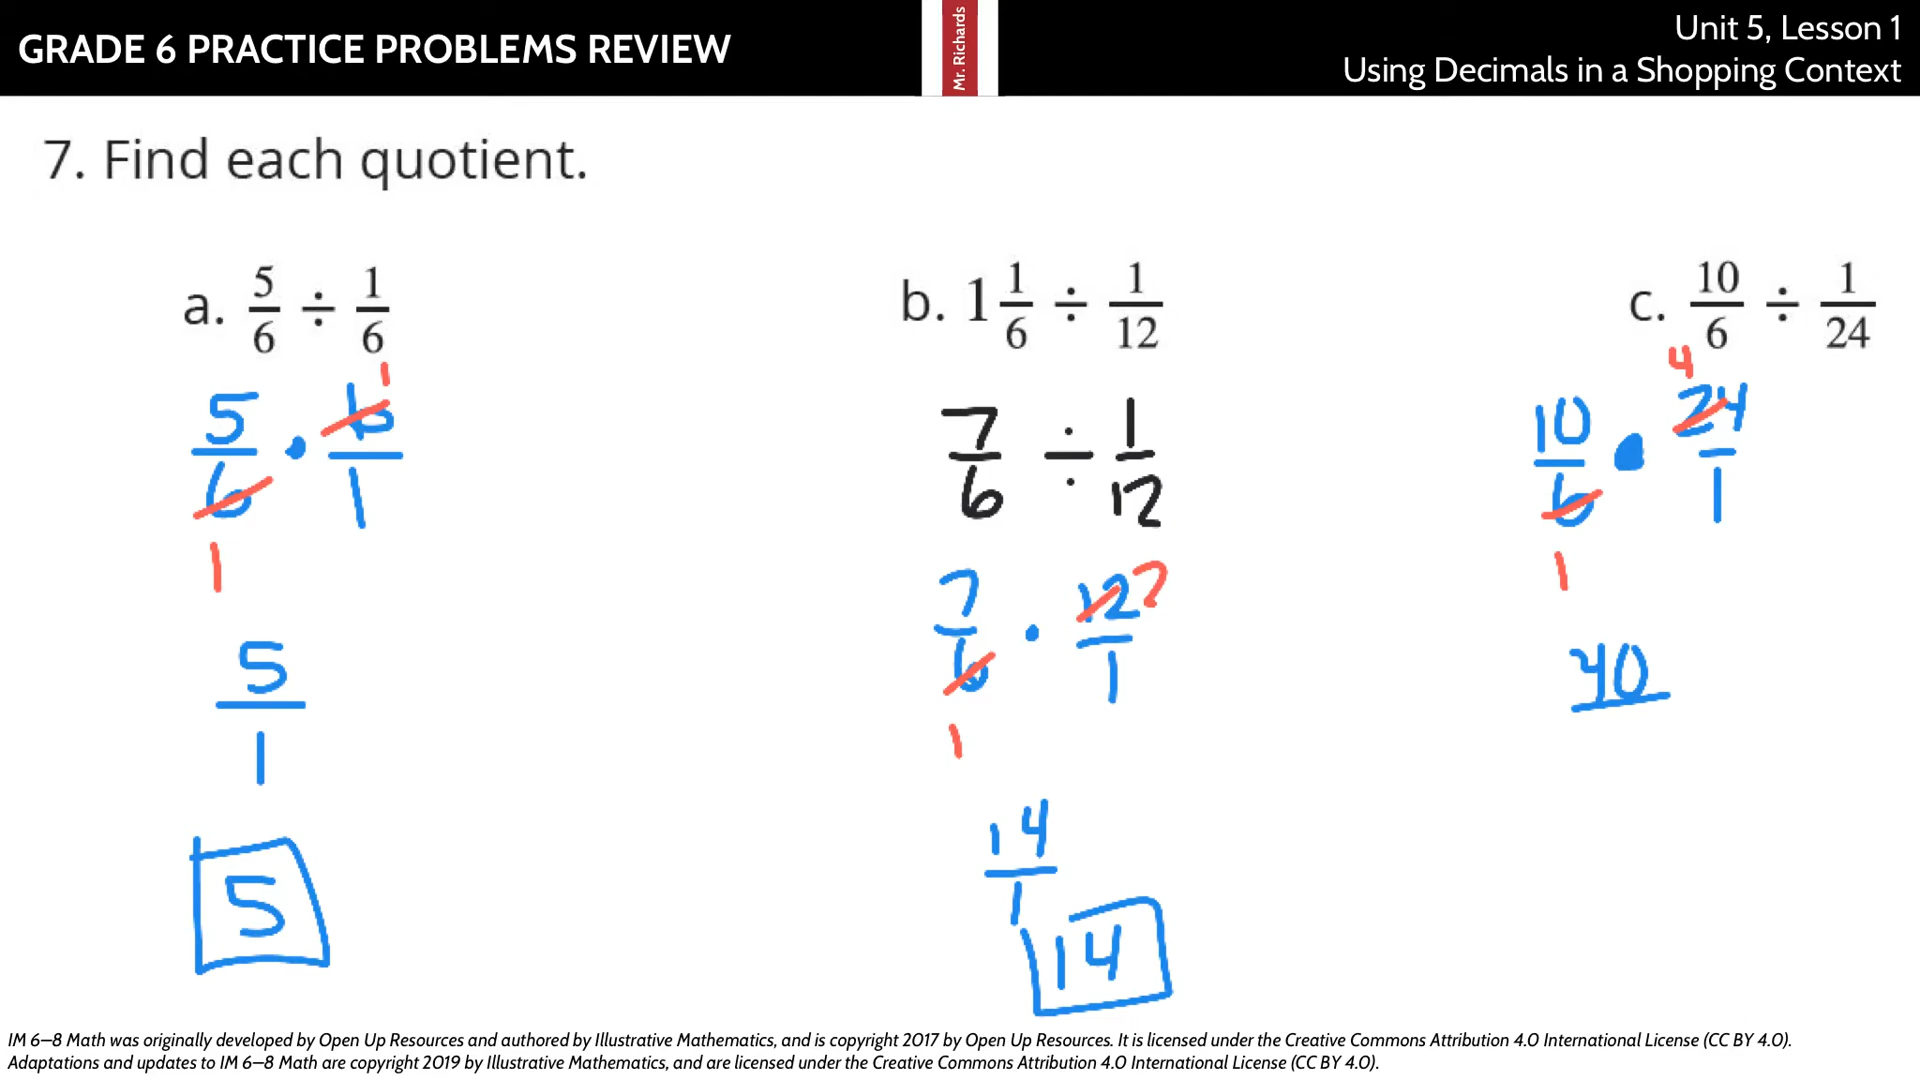 GRADE 6 PRACTICE PROBLEMS REVIEW
Mr. Richards
Unit 5, Lesson 1
Using Decimals in a Shopping Context
7. Find each quotient.
a. 5/6 ÷ 1/6
5/6 • 6/1
1
1
5/1
5
b. 1 1/6 ÷ 1/12
7/6 ÷ 1/12
7/6 • 12/1
2
1
14/1
14
c. 10/6 ÷ 1/24
4
10/6 • 24/1
1
40
IM 6–8 Math was originally developed by Open Up Resources and authored by Illustrative Mathematics, and is copyright 2017 by Open Up Resources. It is licensed under the Creative Commons Attribution 4.0 International License (CC BY 4.0).
Adaptations and updates to IM 6–8 Math are copyright 2019 by Illustrative Mathematics, and are licensed under the Creative Commons Attribution 4.0 International License (CC BY 4.0).